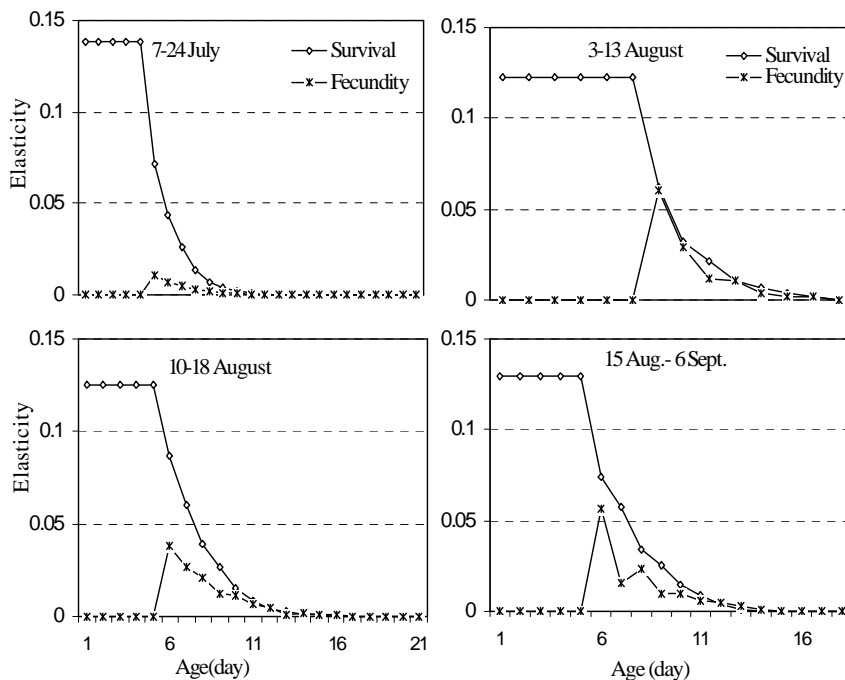 0.15
0.1
0.05
0
Elasticity
7-24 July
Survival
Fecundity
0.15
0.1
0.05
0
3-13 August
Survival
Fecundity
0.15
0.1
0.05
0
Elasticity
10-18 August
1 6 11 16 21
Age(day)
0.15
0.1
0.05
0
15 Aug.- 6 Sept.
1 6 11 16
Age (day)